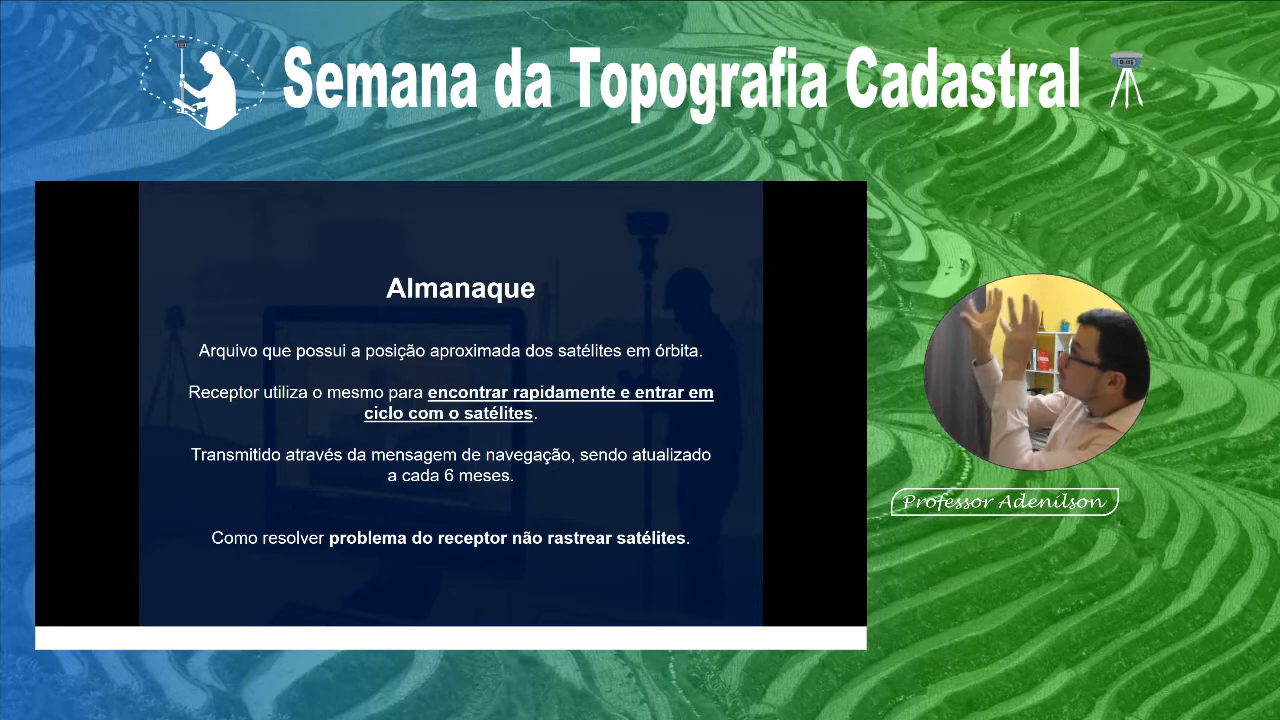 Semana da Topografia Cadastral
Almanaque
Arquivo que possui a posição aproximada dos satélites em órbita.
Receptor utiliza o mesmo para encontrar rapidamente e entrar em
ciclo com o satélites.
Transmitido através da mensagem de navegação, sendo atualizado
a cada 6 meses.
Como resolver problema do receptor não rastrear satélites.
Professor Adenilson